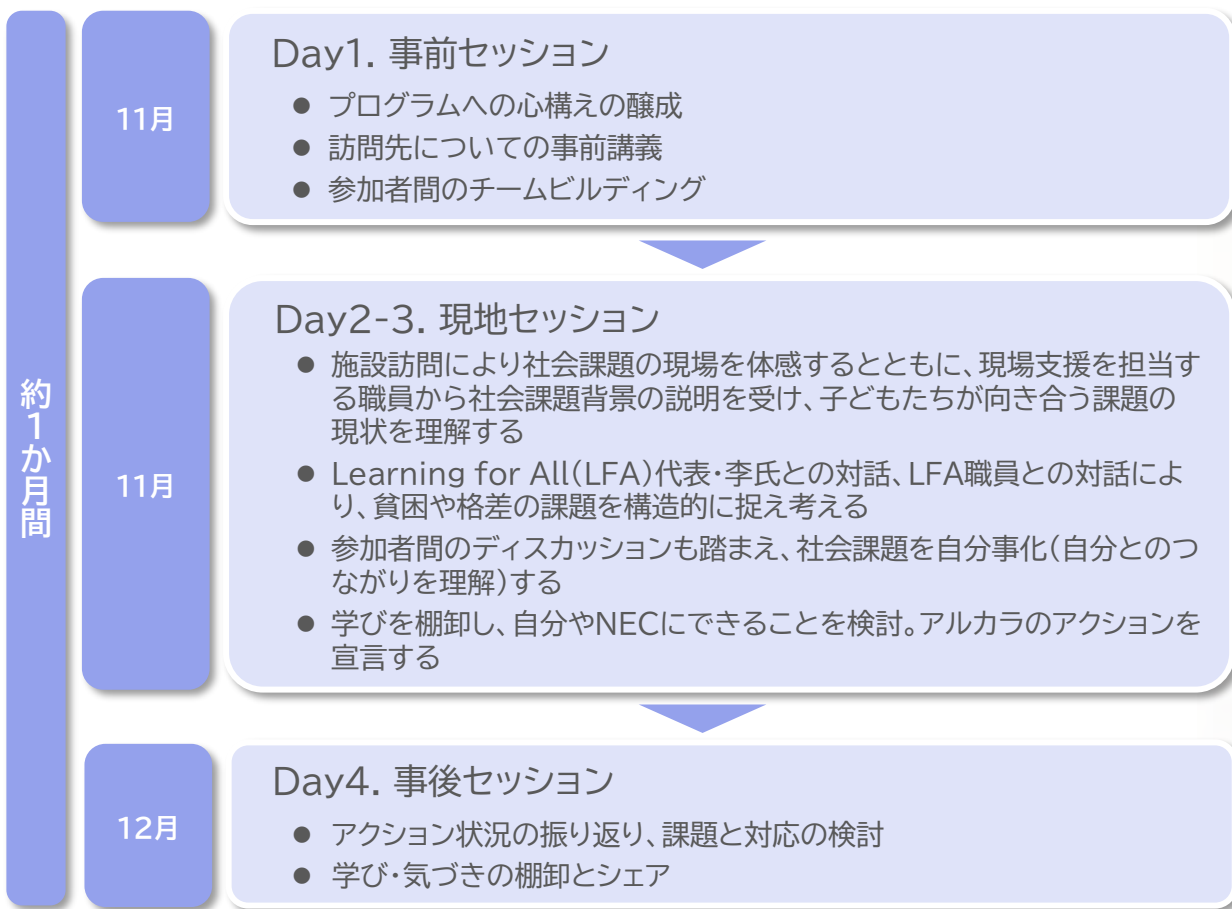 約1か月間
11月
Day1. 事前セッション
● プログラムへの心構えの醸成
● 訪問先についての事前講義
● 参加者間のチームビルディング
11月
Day2-3. 現地セッション
● 施設訪問により社会課題の現場を体感するとともに、現場支援を担当す
る職員から社会課題背景の説明を受け、子どもたちが向き合う課題の
現状を理解する
● Learning for All(LFA)代表・李氏との対話、LFA職員との対話によ
り、貧困や格差の課題を構造的に捉え考える
● 参加者間のディスカッションも踏まえ、社会課題を自分事化(自分とのつ
ながりを理解)する
● 学びを棚卸し、自分やNECにできることを検討。アルカラのアクションを
宣言する
12月
Day4. 事後セッション
● アクション状況の振り返り、課題と対応の検討
● 学び・気づきの棚卸とシェア